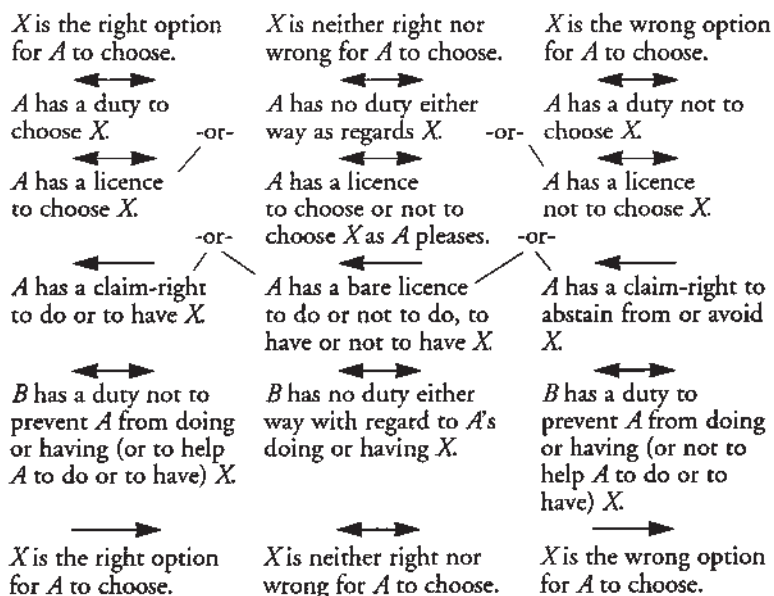 X is the right option X is neither right nor X is the wrong option
for A to choose. wrong for A to choose. for A to choose.
A has a duty to A has no duty either A has a duty not to
choose X. -or- way as regards X. -or- choose X.
A has a licence A has a licence A has a licence
to choose X. to choose or not to not to choose X.
-or- choose X as A pleases. -or-
A has a claim-right A has a bare licence A has a claim-right to
to do or to have X. to do or not to do, to abstain from or avoid
have or not to have X. X.
B has a duty not to B has no duty either B has a duty to
prevent A from doing way with regard to A's prevent A from doing
or having (or to help doing or having X. or having (or not to
A to do or to have) X. help A to do or to
have) X.
X is the right option X is neither right nor X is the wrong option
for A to choose. wrong for A to choose. for A to choose.